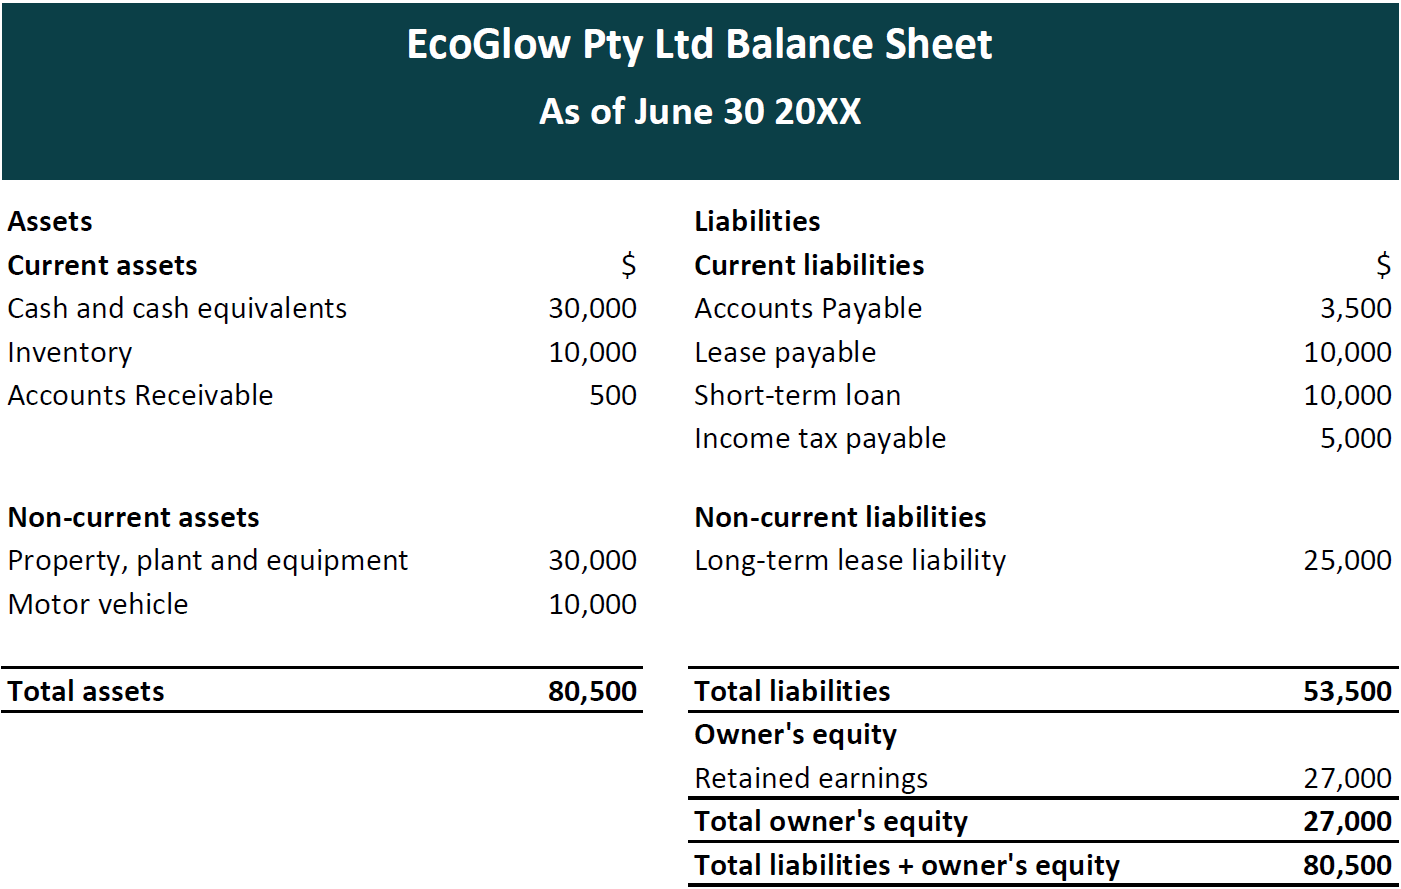 EcoGlow Pty Ltd Balance Sheet
As of June 30 20XX
Assets
Current assets $
Cash and cash equivalents 30,000
Inventory 10,000
Accounts Receivable 500
Non-current assets
Property, plant and equipment 30,000
Motor vehicle 10,000
Total assets 80,500
Liabilities
Current liabilities $
Accounts Payable 3,500
Lease payable 10,000
Short-term loan 10,000
Income tax payable 5,000
Non-current liabilities
Long-term lease liability 25,000
Total liabilities 53,500
Owner's equity
Retained earnings 27,000
Total owner's equity 27,000
Total liabilities + owner's equity 80,500